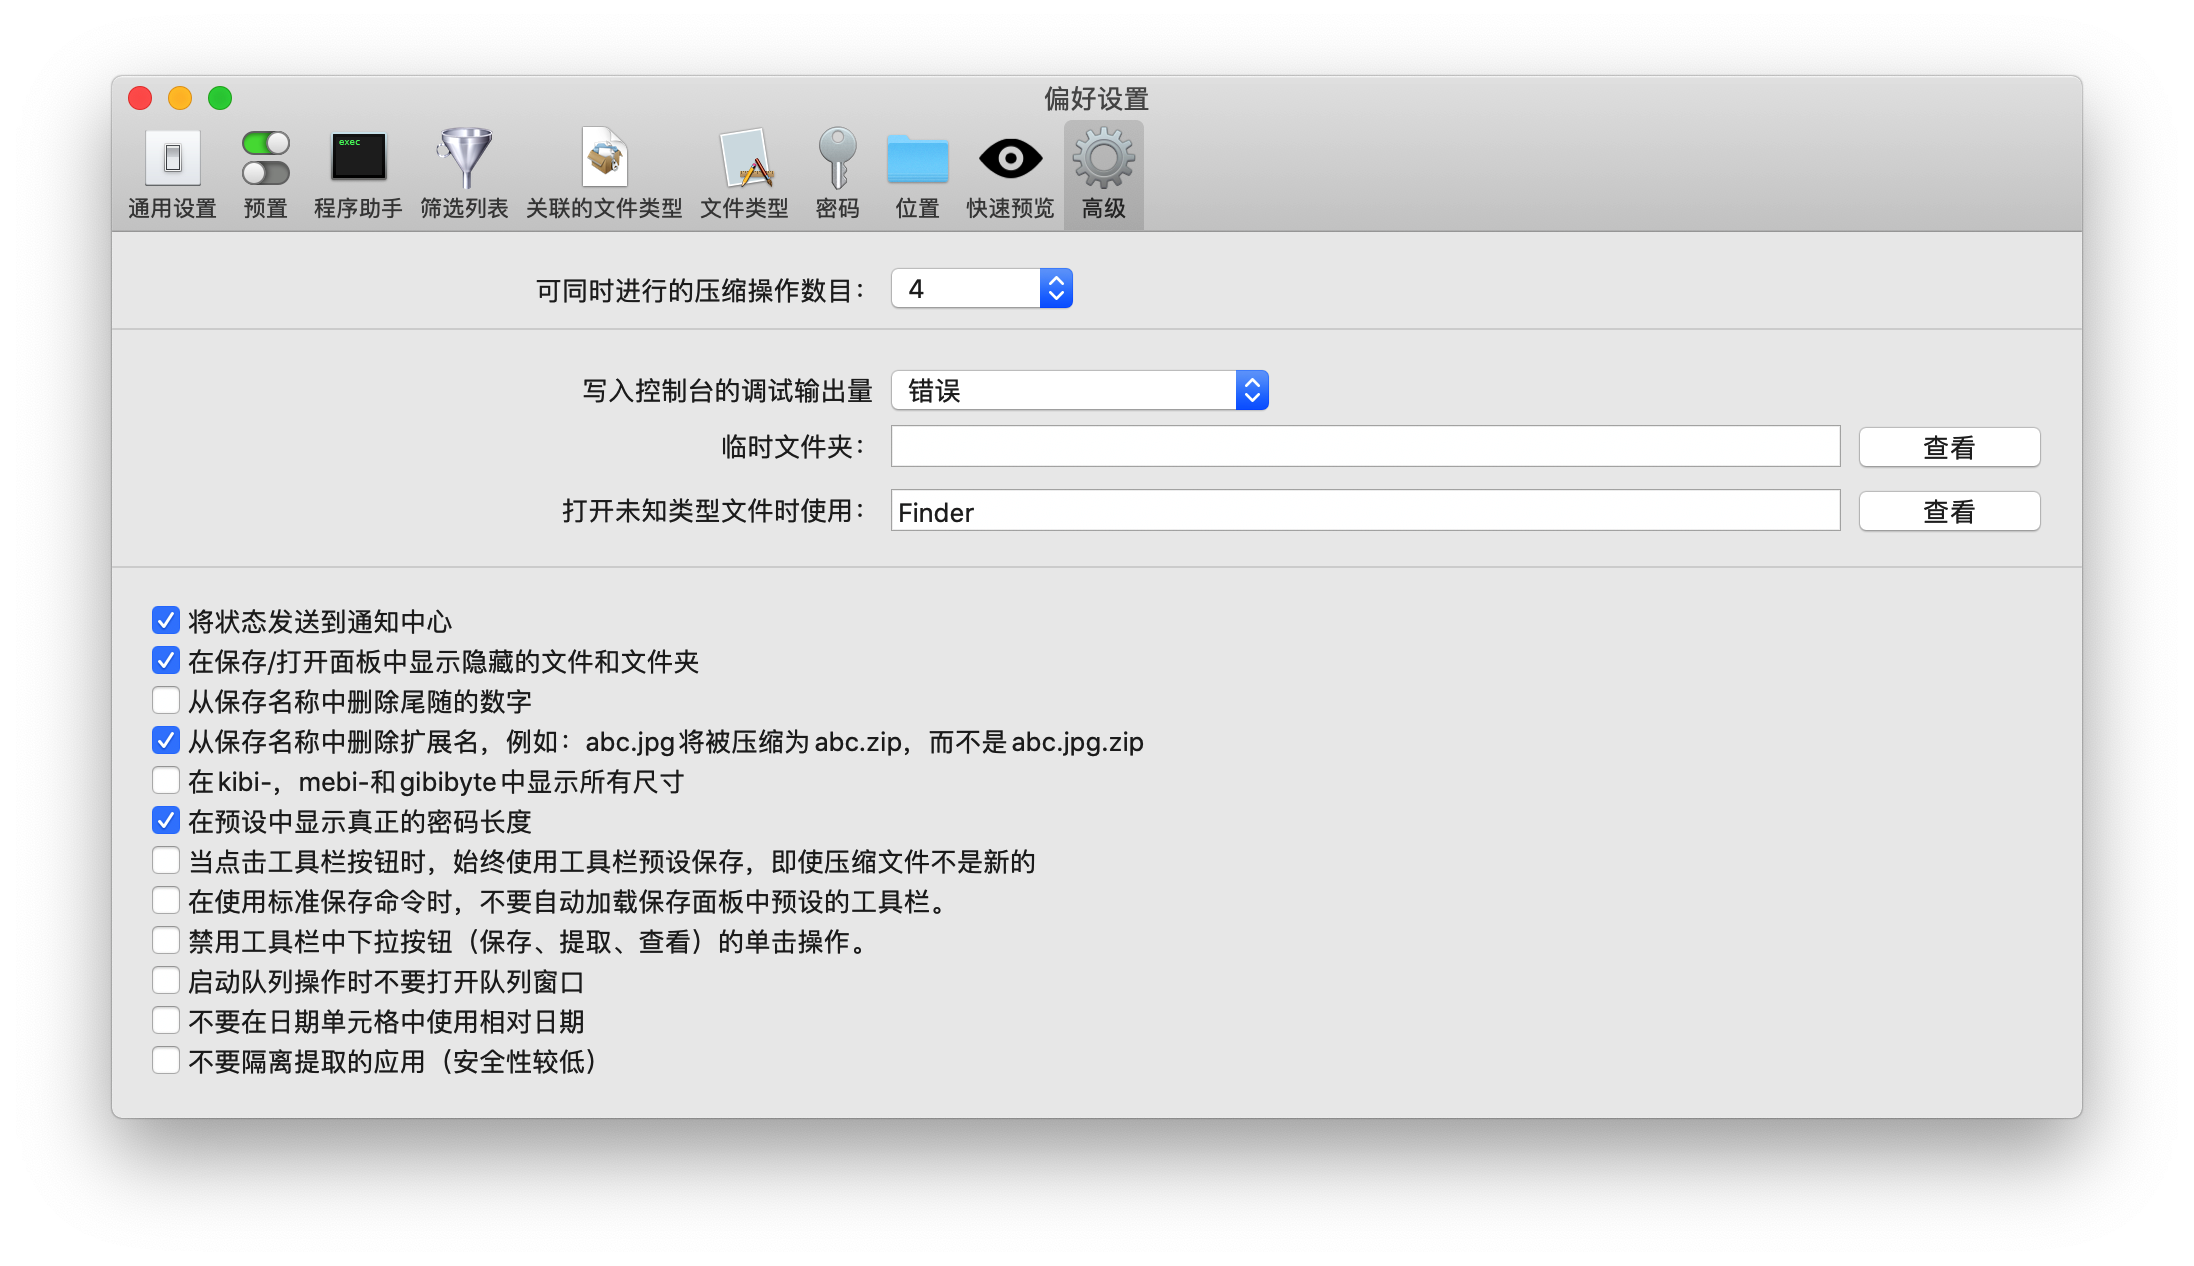 偏好设置
exec
通用设置 预置 程序助手 筛选列表 关联的文件类型 文件类型 密码 位置 快速预览 高级
可同时进行的压缩操作数目： 4
写入控制台的调试输出量 错误
临时文件夹： 查看
打开未知类型文件时使用： Finder 查看
将状态发送到通知中心
在保存/打开面板中显示隐藏的文件和文件夹
从保存名称中删除尾随的数字
从保存名称中删除扩展名，例如：abc.jpg将被压缩为abc.zip，而不是abc.jpg.zip
在kibi-，mebi-和gibibyte中显示所有尺寸
在预设中显示真正的密码长度
当点击工具栏按钮时，始终使用工具栏预设保存，即使压缩文件不是新的
在使用标准保存命令时，不要自动加载保存面板中预设的工具栏。
禁用工具栏中下拉按钮（保存、提取、查看）的单击操作。
启动队列操作时不要打开队列窗口
不要在日期单元格中使用相对日期
不要隔离提取的应用（安全性较低）